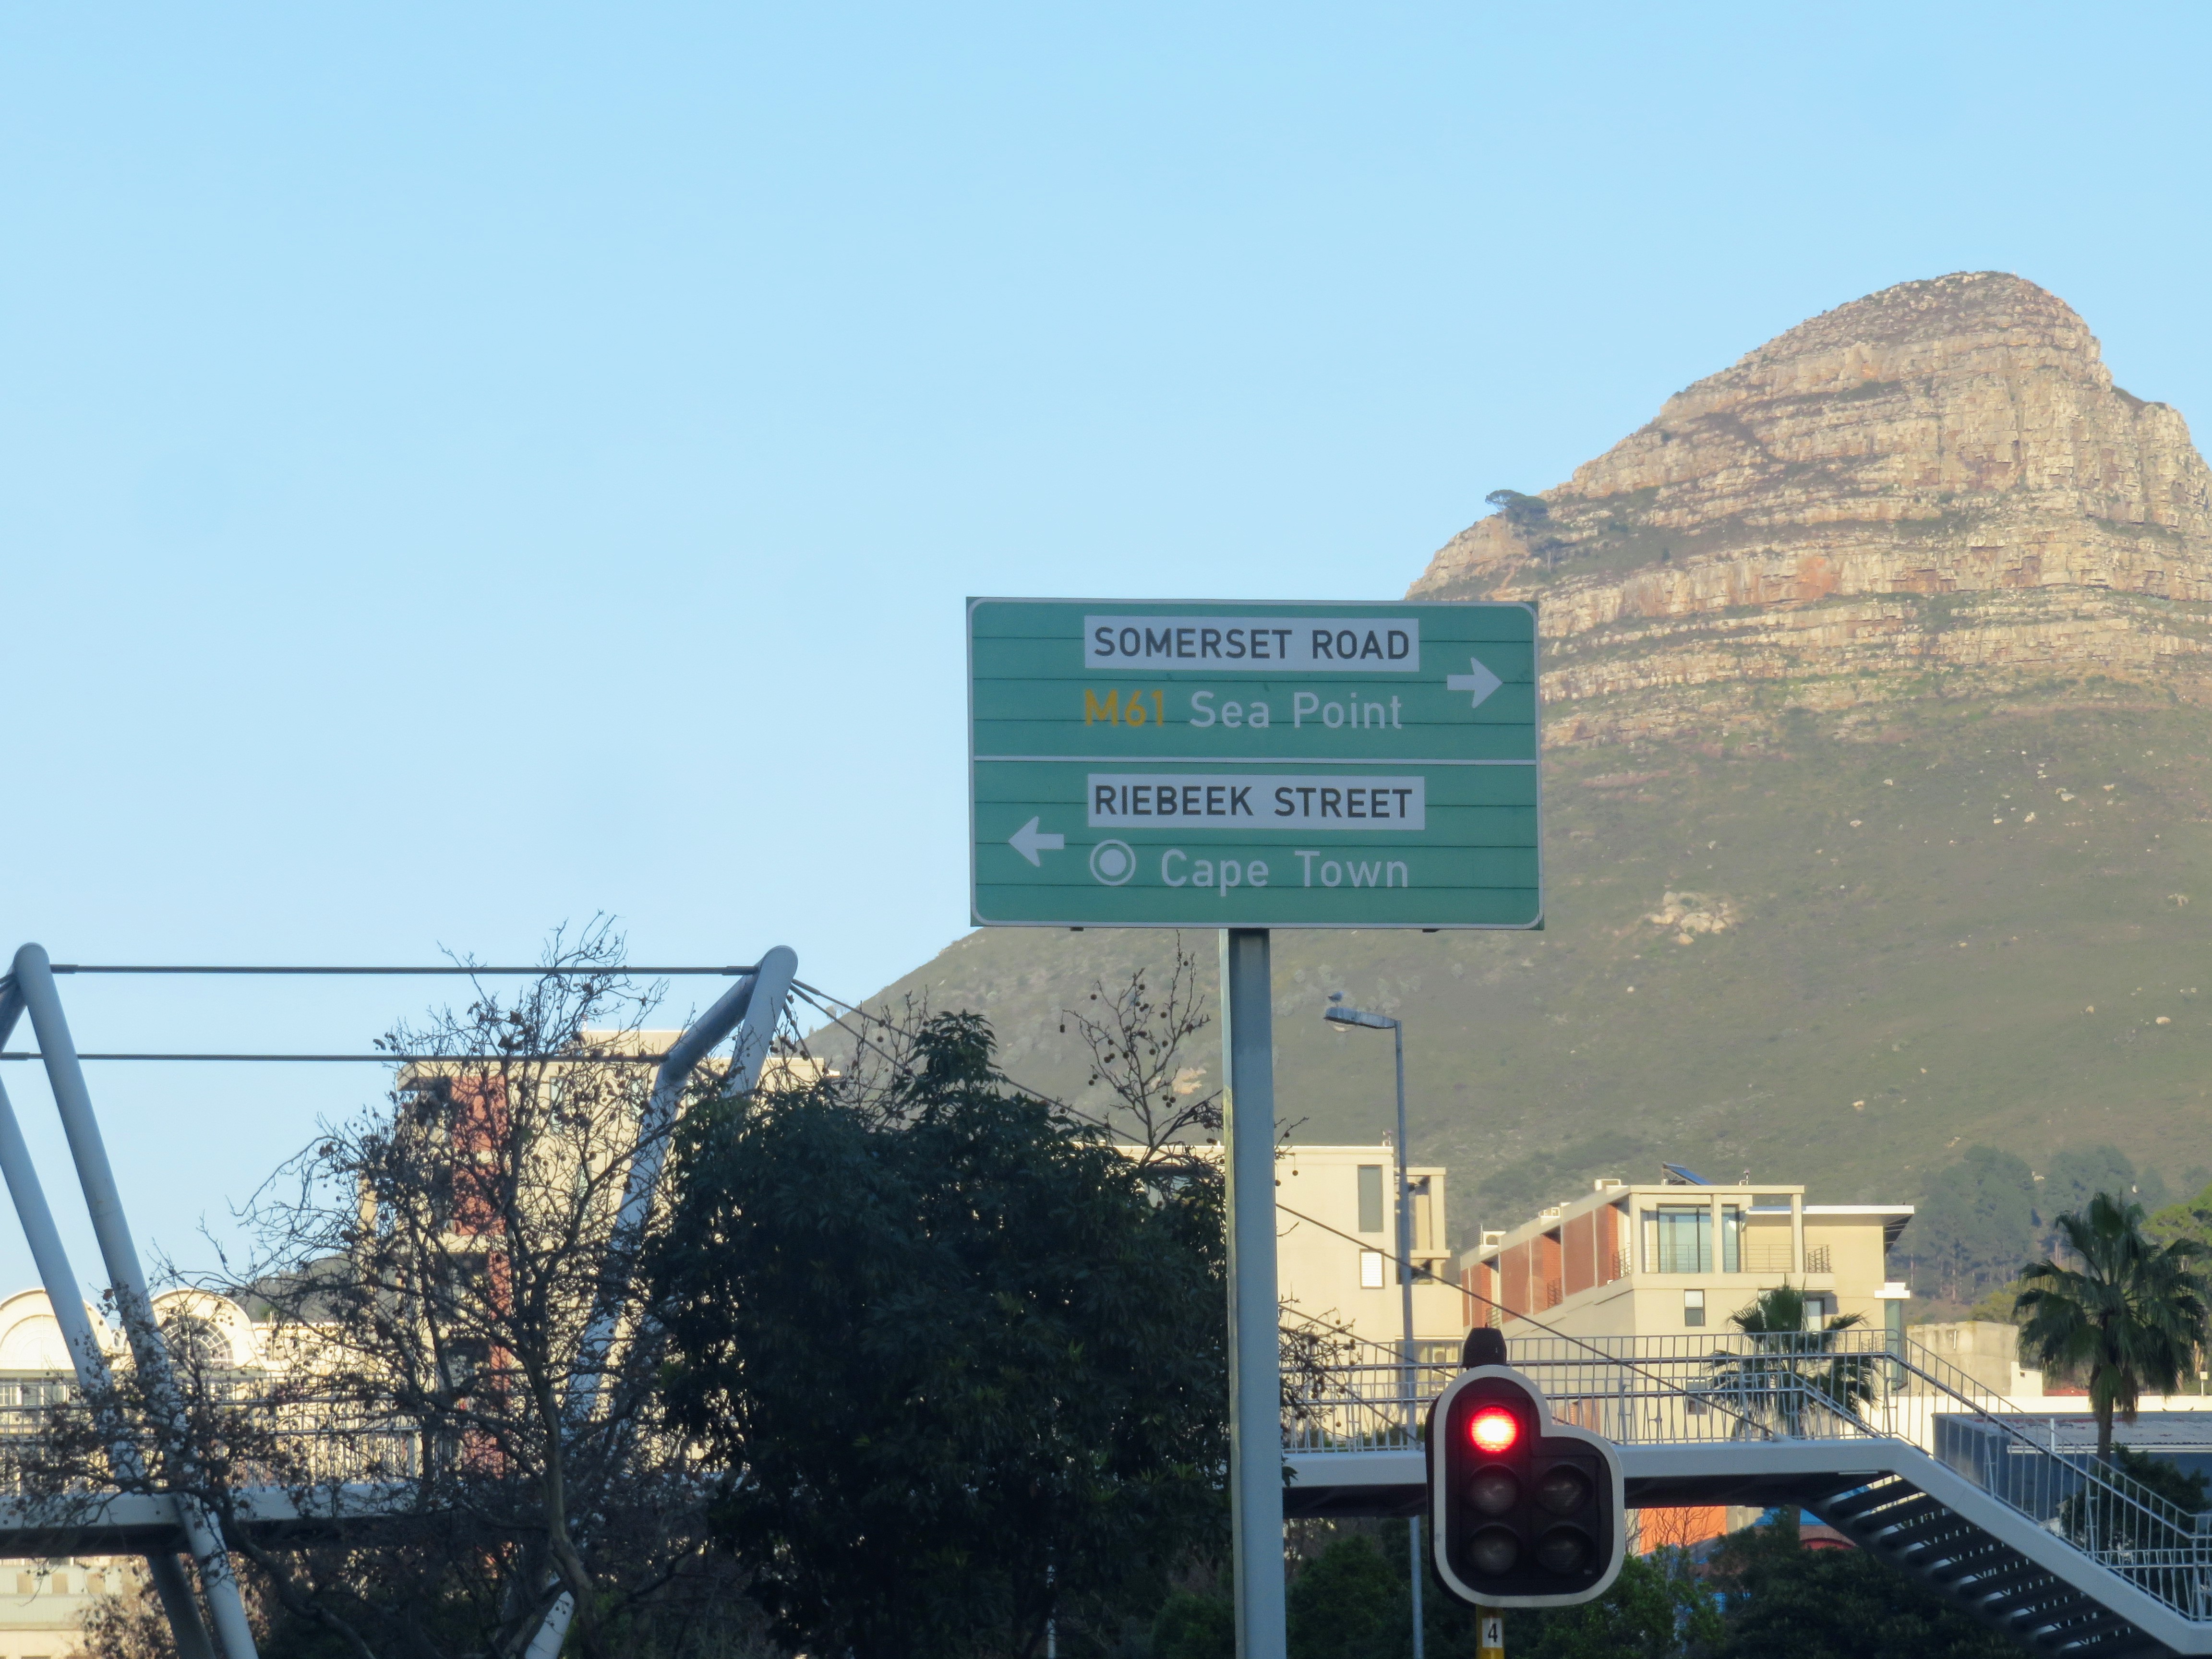 SOMERSET ROAD
M61 Sea Point
RIEBEEK STREET
Cape Town
4